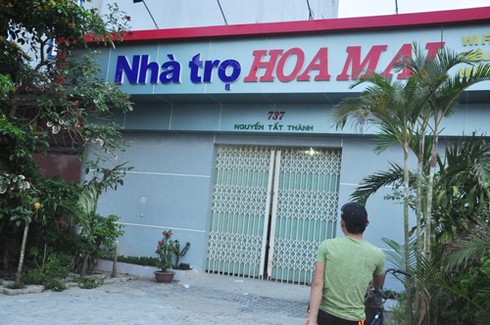 Nhà trọ HOA MAI
737
NGUYỄN TẤT THÀNH